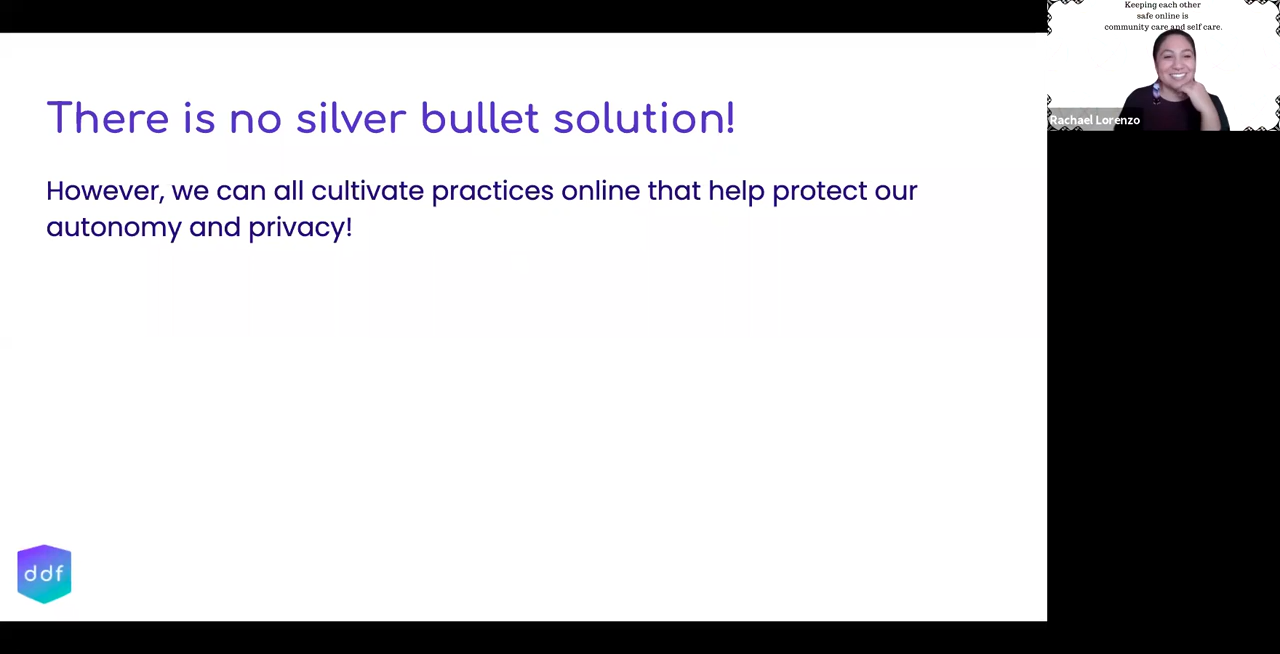 There is no silver bullet solution!
However, we can all cultivate practices online that help protect our
autonomy and privacy!
ddf
Keeping each other
safe online is
community care and self care.
Rachael Lorenzo